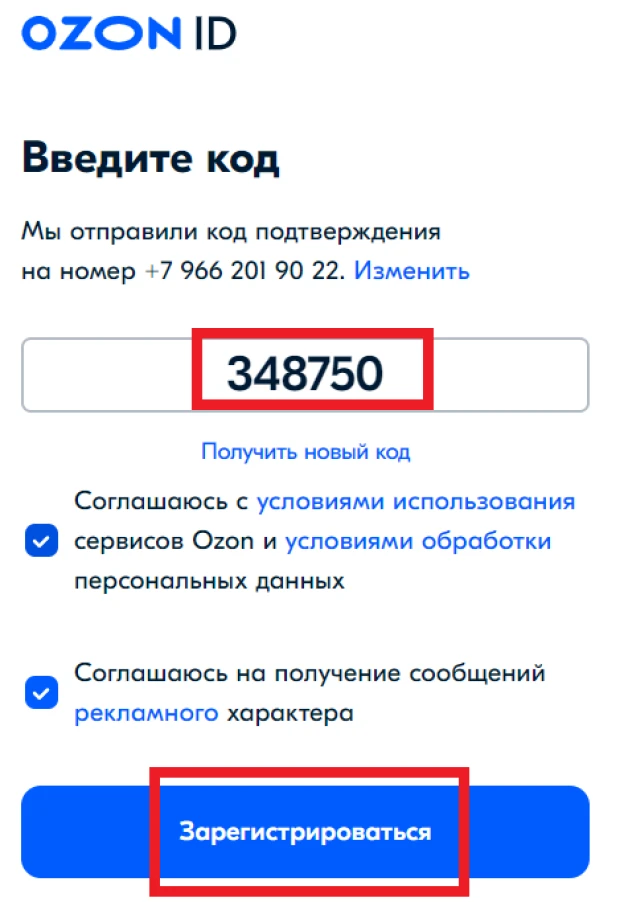 OZON ID
Введите код
Мы отправили код подтверждения
на номер +7 966 201 90 22. Изменить
348750
Получить новый код
Соглашаюсь с условиями использования
сервисов Ozon и условиями обработки
персональных данных
Соглашаюсь на получение сообщений
рекламного характера
Зарегистрироваться